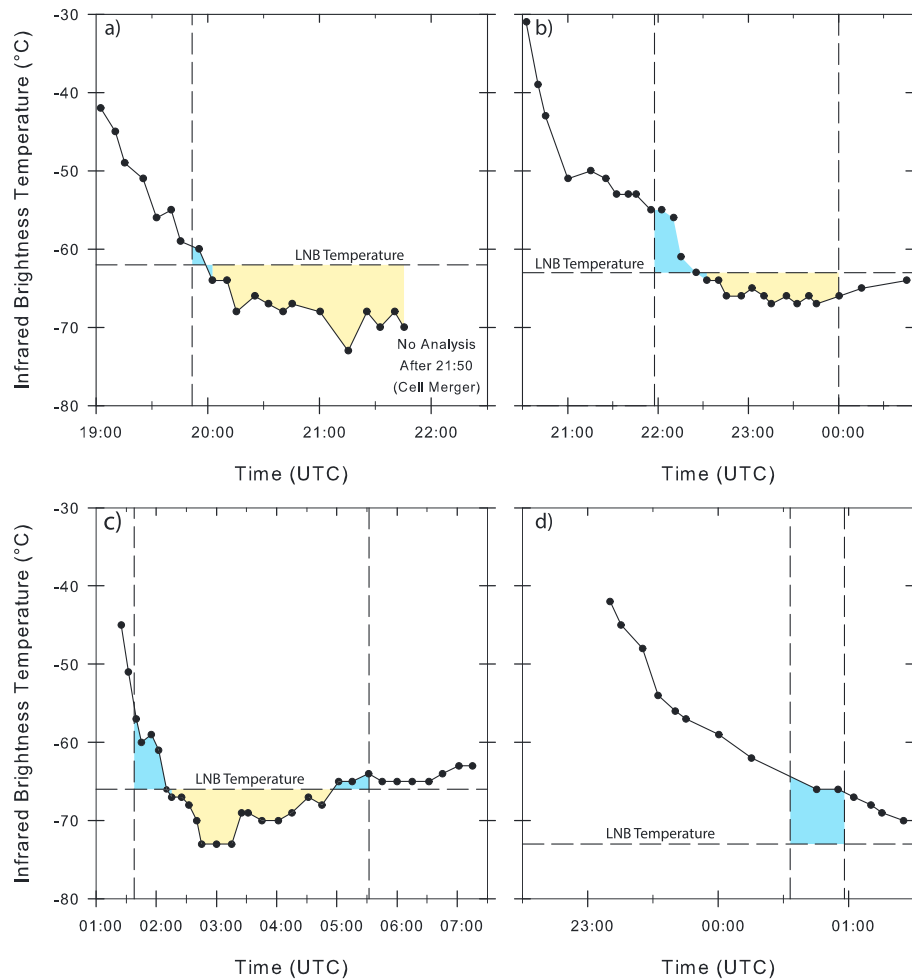 a)
b)
Infrared Brightness Temperature (°C)
-30
-40
-50
-60
-70
-80
LNB Temperature
LNB Temperature
No Analysis
After 21:50
(Cell Merger)
19:00 20:00 21:00 22:00
21:00 22:00 23:00 00:00
Time (UTC)
Time (UTC)
c)
d)
Infrared Brightness Temperature (°C)
-30
-40
-50
-60
-70
-80
LNB Temperature
LNB Temperature
01:00 02:00 03:00 04:00 05:00 06:00 07:00
23:00 00:00 01:00
Time (UTC)
Time (UTC)